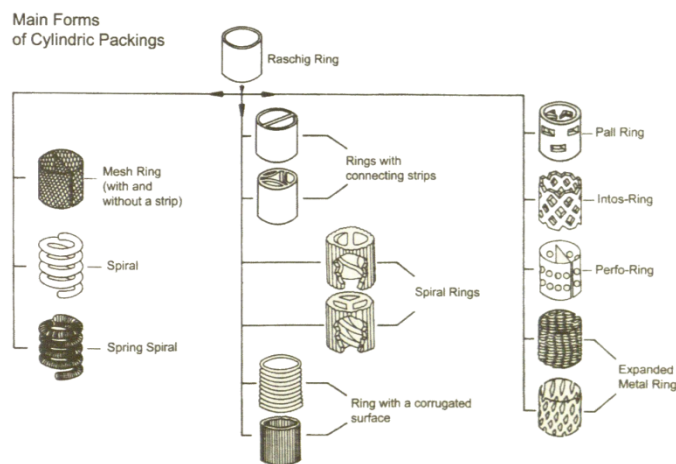 Main Forms
of Cylindric Packings
Raschig Ring
Mesh Ring
(with and
without a strip)
Spiral
Spring Spiral
Rings with
connecting strips
Spiral Rings
Ring with a corrugated
surface
Pall Ring
Intos-Ring
Perfo-Ring
Expanded
Metal Ring